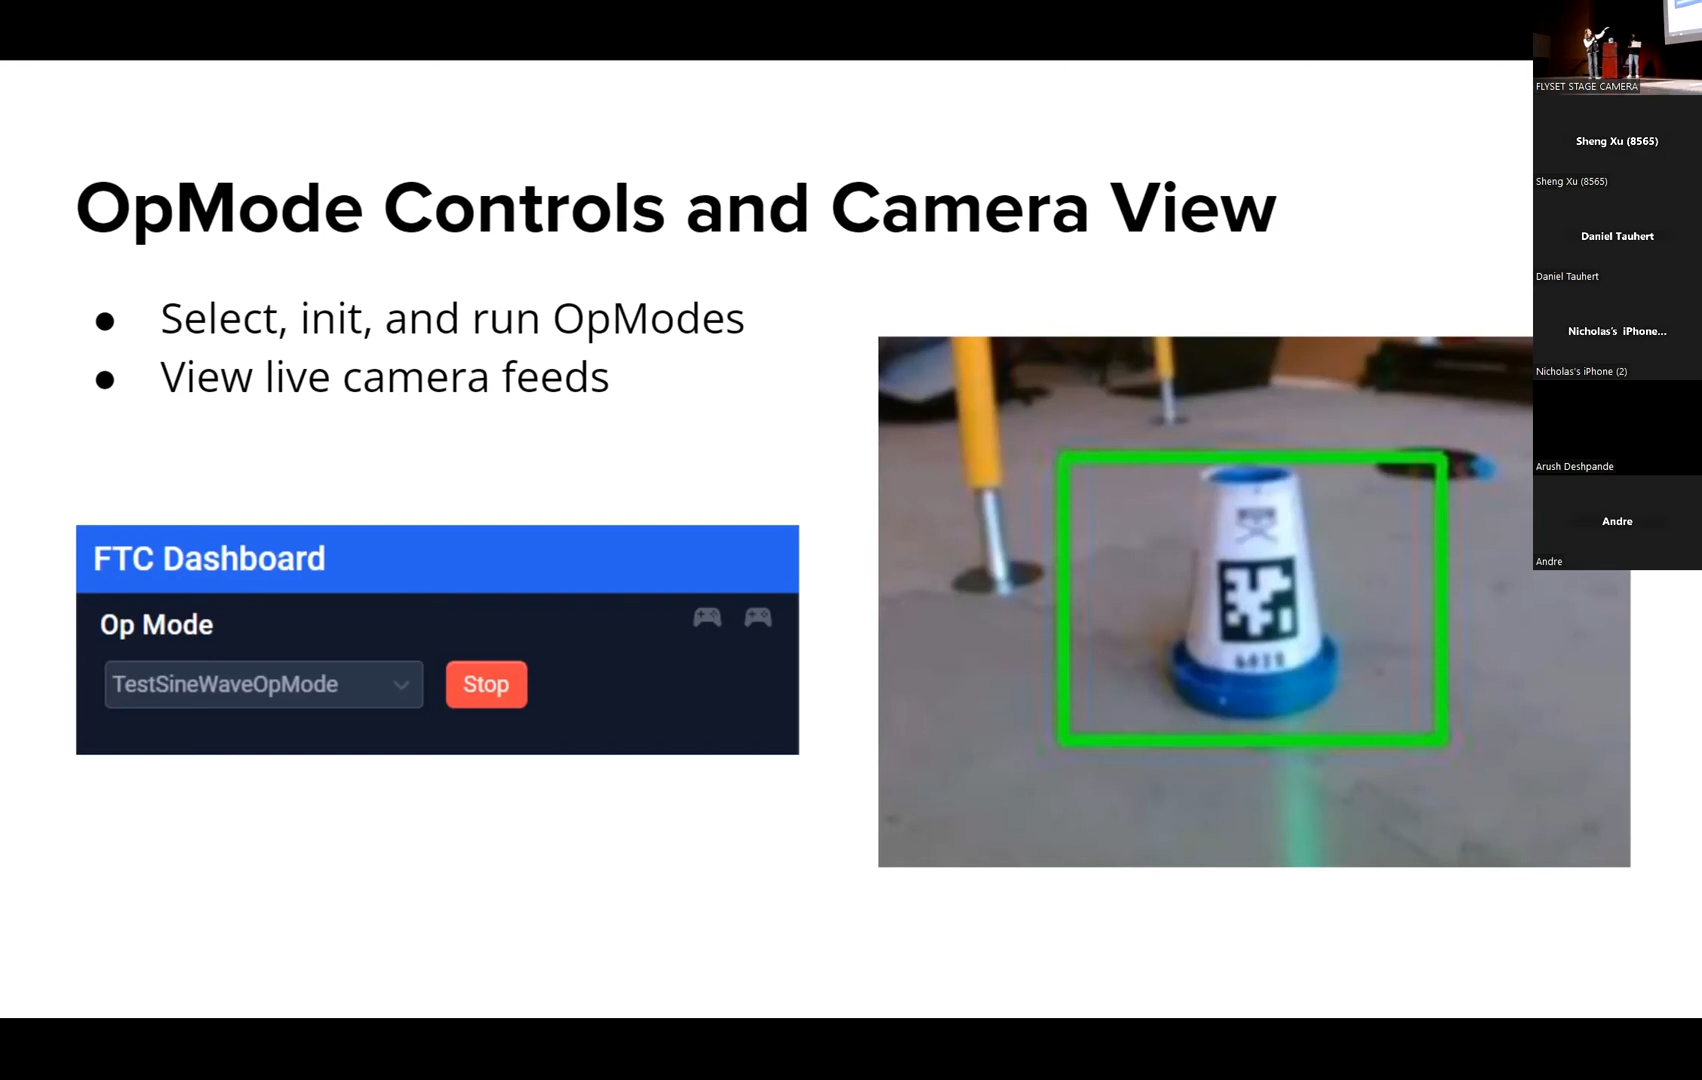 OpMode Controls and Camera View
● Select, init, and run OpModes
● View live camera feeds
FTC Dashboard
Op Mode
TestSineWaveOpMode
Stop
FLYSET STAGE CAMERA
Sheng Xu (8565)
Sheng Xu (8565)
Daniel Tauhert
Daniel Tauhert
Nicholas's iPhone...
Nicholas's iPhone (2)
Arush Deshpande
Andre
Andre